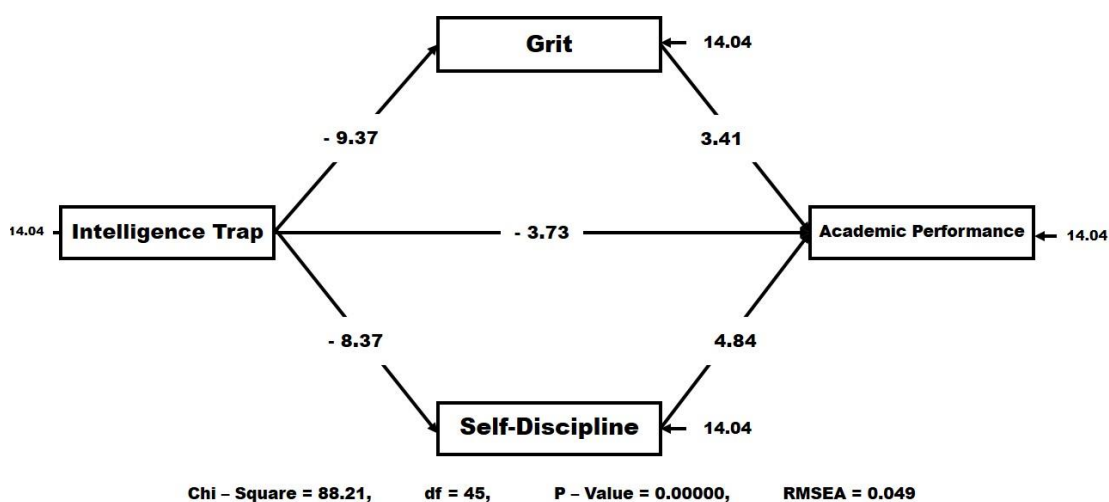 Grit
14.04
- 9.37
3.41
14.04
Intelligence Trap
- 3.73
Academic Performance
14.04
- 8.37
4.84
Self-Discipline
14.04
Chi – Square = 88.21, df = 45, P – Value = 0.00000, RMSEA = 0.049